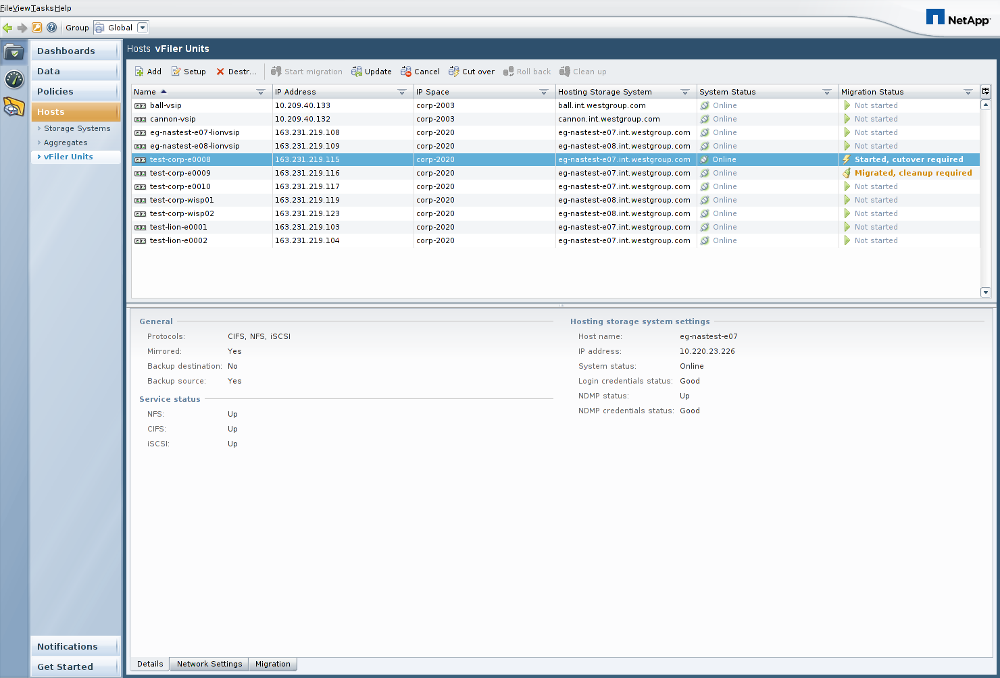 File View Tasks Help
Group Global
NetApp
Dashboards
Data
Policies
Hosts
Storage Systems
Aggregates
vFiler Units
Notifications
Get Started
Hosts vFiler Units
Add Setup Destr... Start migration Update Cancel Cut over Roll back Clean up
Name IP Address IP Space Hosting Storage System System Status Migration Status
ball-vsip 10.209.40.133 corp-2003 ball.int.westgroup.com Online Not started
cannon-vsip 10.209.40.132 corp-2003 cannon.int.westgroup.com Online Not started
eg-nastest-e07-lionvsip 163.231.219.108 corp-2020 eg-nastest-e07.int.westgroup.com Online Not started
eg-nastest-e08-lionvsip 163.231.219.109 corp-2020 eg-nastest-e08.int.westgroup.com Online Not started
test-corp-e0008 163.231.219.115 corp-2020 eg-nastest-e07.int.westgroup.com Online Started, cutover required
test-corp-e0009 163.231.219.116 corp-2020 eg-nastest-e07.int.westgroup.com Online Migrated, cleanup required
test-corp-e0010 163.231.219.117 corp-2020 eg-nastest-e07.int.westgroup.com Online Not started
test-corp-wisp01 163.231.219.119 corp-2020 eg-nastest-e08.int.westgroup.com Online Not started
test-corp-wisp02 163.231.219.123 corp-2020 eg-nastest-e08.int.westgroup.com Online Not started
test-lion-e0001 163.231.219.103 corp-2020 eg-nastest-e07.int.westgroup.com Online Not started
test-lion-e0002 163.231.219.104 corp-2020 eg-nastest-e07.int.westgroup.com Online Not started
General
Protocols: CIFS, NFS, iSCSI
Mirrored: Yes
Backup destination: No
Backup source: Yes
Service status
NFS: Up
CIFS: Up
iSCSI: Up
Hosting storage system settings
Host name: eg-nastest-e07
IP address: 10.220.23.226
System status: Online
Login credentials status: Good
NDMP status: Up
NDMP credentials status: Good
Details Network Settings Migration